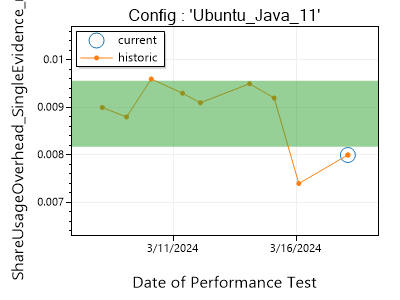 Config : 'Ubuntu_Java_11'
ShareUsageOverhead_SingleEvidence_
current
historic
0.01
0.009
0.008
0.007
3/11/2024
3/16/2024
Date of Performance Test